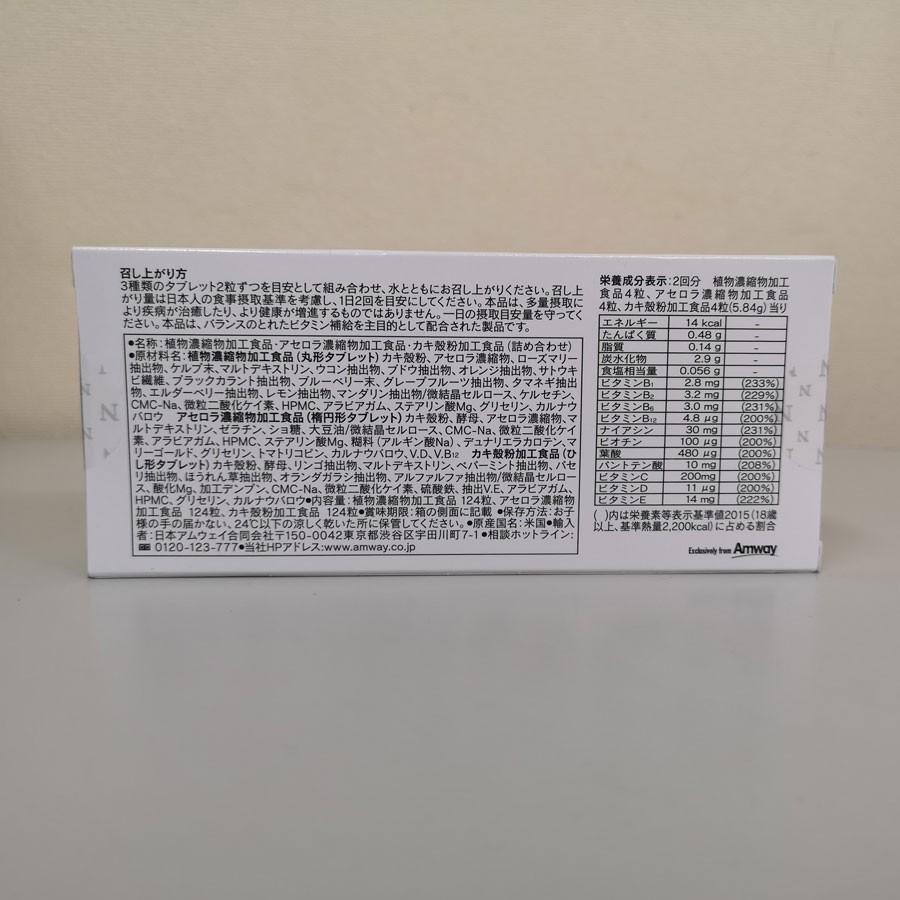 召し上がり方
3種類のタブレット2粒ずつを目安として組み合わせ、水とともにお召し上がりください。召し上
がり量は日本人の食事摂取基準を考慮し、1日2回を目安にしてください。本品は、多量摂取に
より疾病が治癒したり、より健康が増進するものではありません。一日の摂取目安量を守ってく
ださい。本品は、バランスのとれたビタミン補給を主目的として配合された製品です。
●名称:植物濃縮物加工食品・アセロラ濃縮物加工食品・カキ殻粉加工食品(詰め合わせ)
●原材料名:植物濃縮物加工食品(丸形タブレット)カキ殻粉、アセロラ濃縮物、ローズマリー
抽出物、ケルプ末、マルトデキストリン、ウコン抽出物、ブドウ抽出物、オレンジ抽出物、サトウキ
ビ繊維、ブラックカラント抽出物、ブルーベリー末、グレープフルーツ抽出物、タマネギ抽出
物、エルダーベリー抽出物、レモン抽出物、マンダリン抽出物/微結晶セルロース、ケルセチン、
CMC-Na、微粒二酸化ケイ素、HPMC、アラビアガム、ステアリン酸Mg、グリセリン、カルナウ
バロウ アセロラ濃縮物加工食品(楕円形タブレット)カキ殻粉、酵母、アセロラ濃縮物、マ
ルトデキストリン、ゼラチン、ショ糖、大豆油/微結晶セルロース、CMC-Na、微粒二酸化ケイ
素、アラビアガム、HPMC、ステアリン酸Mg、糊料(アルギン酸Na)、デュナリエラカロテン、マ
リーゴールド、グリセリン、トマトリコピン、カルナウバロウ、V.D、V.B12 カキ殻粉加工食品(ひ
し形タブレット)カキ殻粉、酵母、リンゴ抽出物、マルトデキストリン、ペパーミント抽出物、パセ
リ抽出物、ほうれん草抽出物、オランダガラシ抽出物、アルファルファ抽出物/微結晶セルロー
ス、酸化Mg、加工デンプン、CMC-Na、微粒二酸化ケイ素、硫酸鉄、抽出V.E、アラビアガム、
HPMC、グリセリン、カルナウバロウ●内容量:植物濃縮物加工食品 124粒、アセロラ濃縮物
加工食品 124粒、カキ殻粉加工食品 124粒●賞味期限:箱の側面に記載 ●保存方法:お子
様の手の届かない、24℃以下の涼しく乾いた所に保管してください。●原産国名:米国●輸入
者:日本アムウェイ合同会社〒150-0042東京都渋谷区宇田川町7-1●相談ホットライン:
0120-123-777●当社HPアドレス:www.amway.co.jp
栄養成分表示:2回分 植物濃縮物加工
食品4粒、アセロラ濃縮物加工食品
4粒、カキ殻粉加工食品4粒(5.84g)当り
エネルギー 14 kcal -
たんぱく質 0.48 g -
脂質 0.14 g -
炭水化物 2.9 g -
食塩相当量 0.056 g -
ビタミンB1 2.8 mg (233%)
ビタミンB2 3.2 mg (229%)
ビタミンB6 3.0 mg (231%)
ビタミンB12 4.8 μg (200%)
ナイアシン 30 mg (231%)
ビオチン 100 μg (200%)
葉酸 480 μg (200%)
パントテン酸 10 mg (208%)
ビタミンC 200mg (200%)
ビタミンD 11 μg (200%)
ビタミンE 14 mg (222%)
( )内は栄養素等表示基準値2015(18歳
以上、基準熱量2,200kcal)に占める割合
Exclusively from Amway